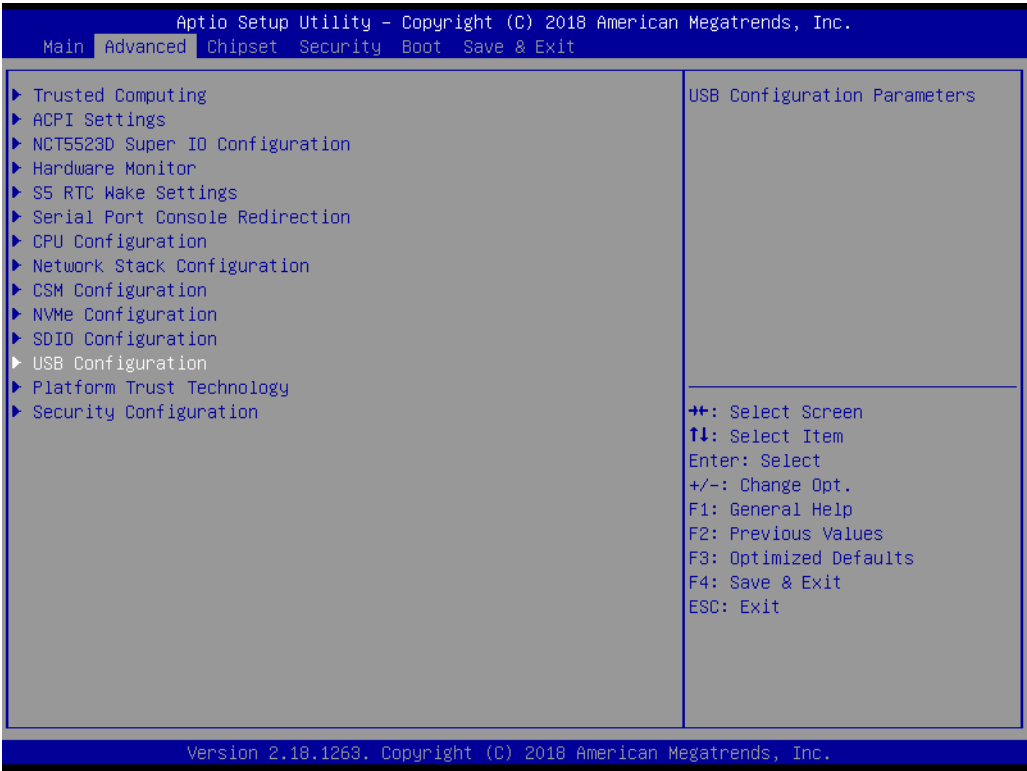 Aptio Setup Utility – Copyright (C) 2018 American Megatrends, Inc.
Main Advanced Chipset Security Boot Save & Exit
Trusted Computing
ACPI Settings
NCT5523D Super IO Configuration
Hardware Monitor
S5 RTC Wake Settings
Serial Port Console Redirection
CPU Configuration
Network Stack Configuration
CSM Configuration
NVMe Configuration
SDIO Configuration
USB Configuration
Platform Trust Technology
Security Configuration
USB Configuration Parameters
→←: Select Screen
↑↓: Select Item
Enter: Select
+/-: Change Opt.
F1: General Help
F2: Previous Values
F3: Optimized Defaults
F4: Save & Exit
ESC: Exit
Version 2.18.1263. Copyright (C) 2018 American Megatrends, Inc.